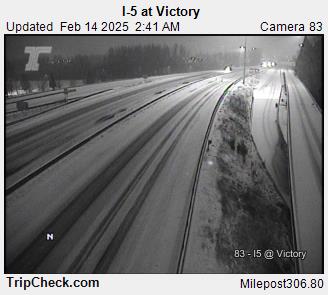 I-5 at Victory
Updated Feb 14 2025 2:41 AM Camera 83
N
83 - I5 @ Victory
TripCheck.com Milepost306.80